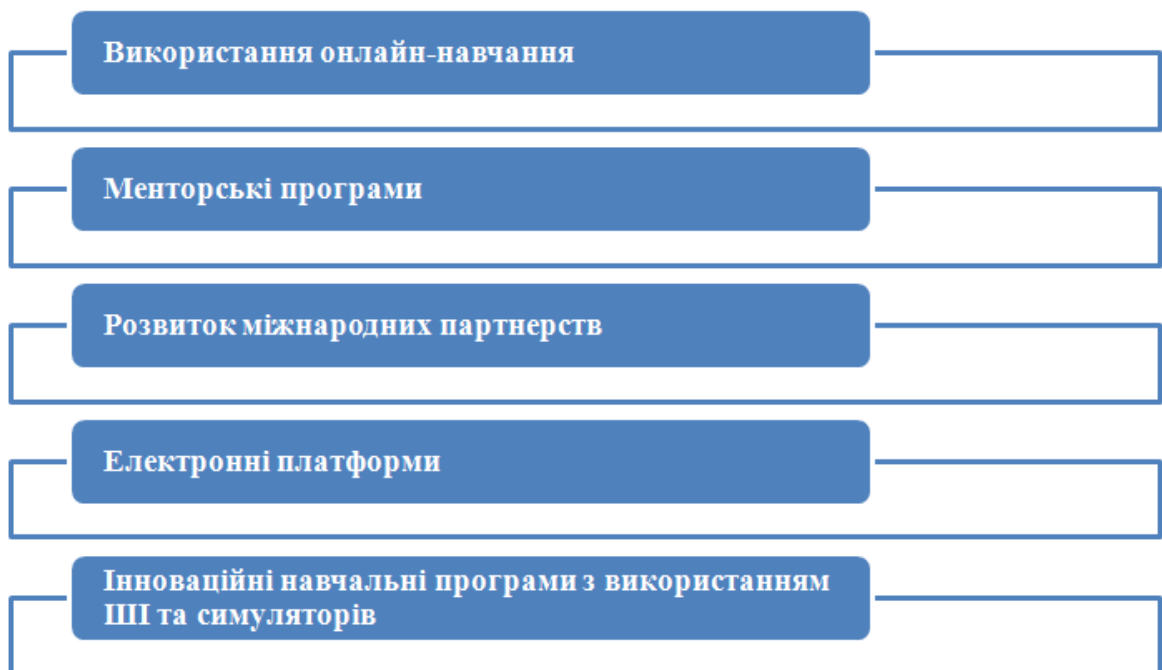 Використання онлайн-навчання
Менторські програми
Розвиток міжнародних партнерств
Електронні платформи
Інноваційні навчальні програми з використанням
ШІ та симуляторів